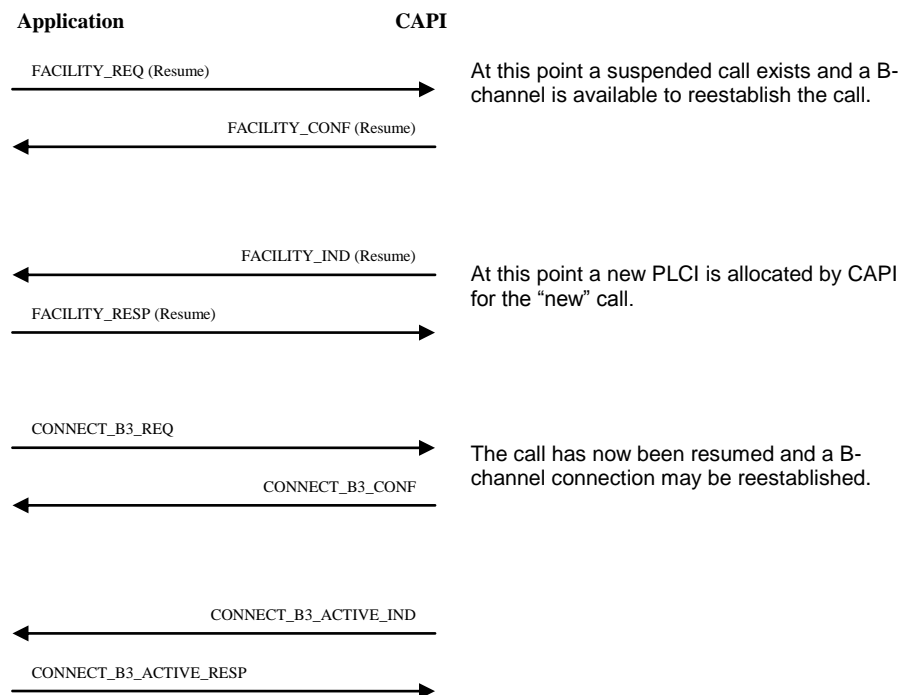 Application CAPI
FACILITY_REQ (Resume)
At this point a suspended call exists and a B-
channel is available to reestablish the call.
FACILITY_CONF (Resume)
FACILITY_IND (Resume)
At this point a new PLCI is allocated by CAPI
for the “new” call.
FACILITY_RESP (Resume)
CONNECT_B3_REQ
The call has now been resumed and a B-
channel connection may be reestablished.
CONNECT_B3_CONF
CONNECT_B3_ACTIVE_IND
CONNECT_B3_ACTIVE_RESP